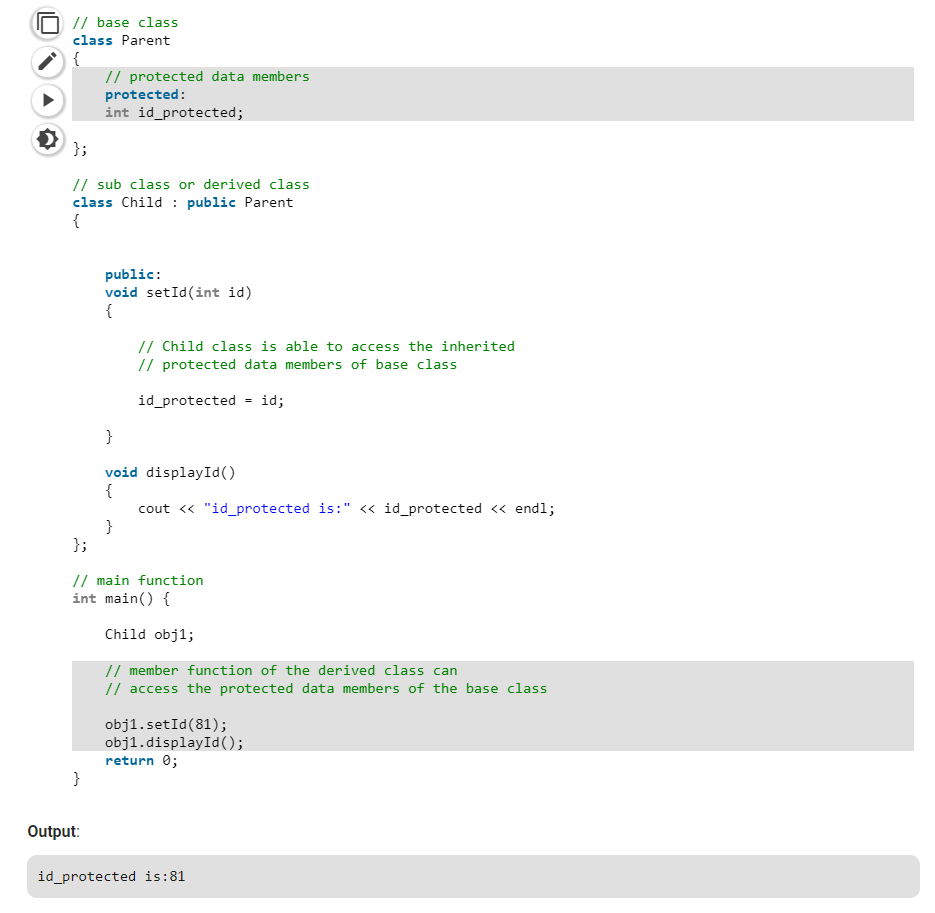 // base class
class Parent
{
    // protected data members
    protected:
    int id_protected;
};
// sub class or derived class
class Child : public Parent
{
    public:
    void setId(int id)
    {
        // Child class is able to access the inherited
        // protected data members of base class
        id_protected = id;
    }
    void displayId()
    {
        cout << "id_protected is:" << id_protected << endl;
    }
};
// main function
int main() {
    Child obj1;
    // member function of the derived class can
    // access the protected data members of the base class
    obj1.setId(81);
    obj1.displayId();
    return 0;
}
Output:
id_protected is:81